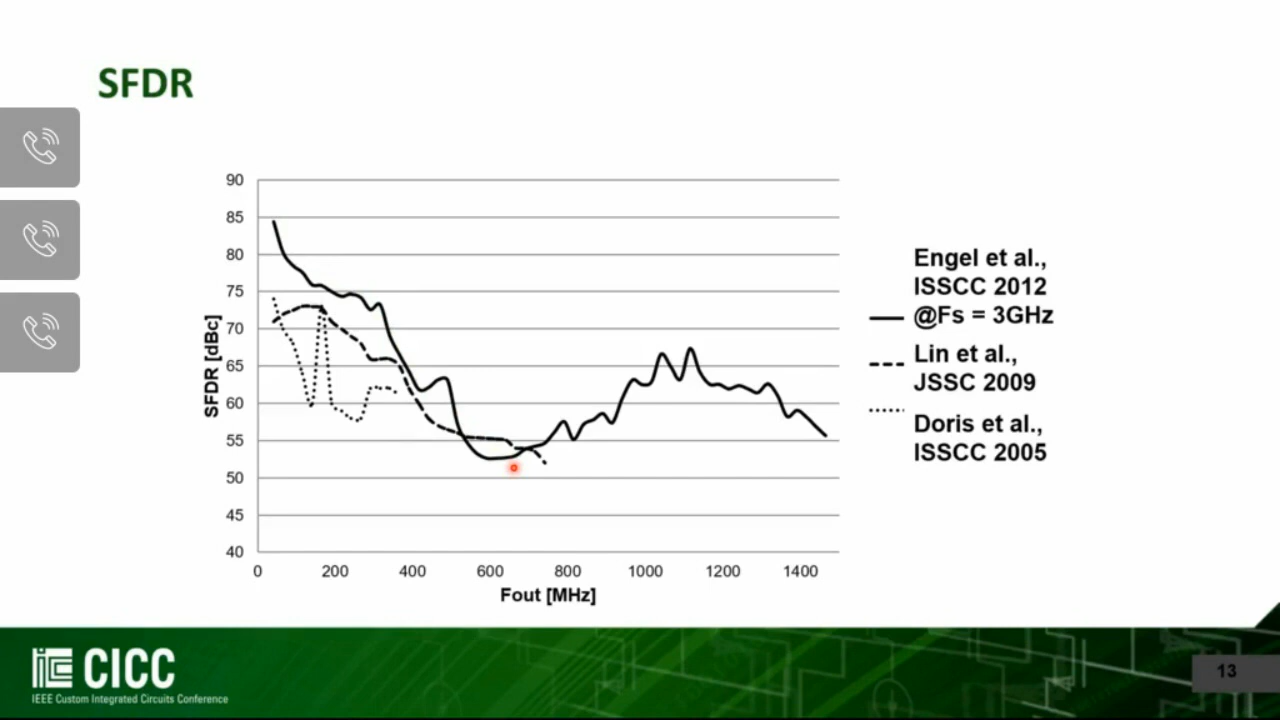 SFDR
90
85
80
75
70
65
60
55
50
45
40
SFDR [dBc]
0 200 400 600 800 1000 1200 1400
Fout [MHz]
Engel et al.,
ISSCC 2012
@Fs = 3GHz
Lin et al.,
JSSC 2009
Doris et al.,
ISSCC 2005
CICC
IEEE Custom Integrated Circuits Conference
13